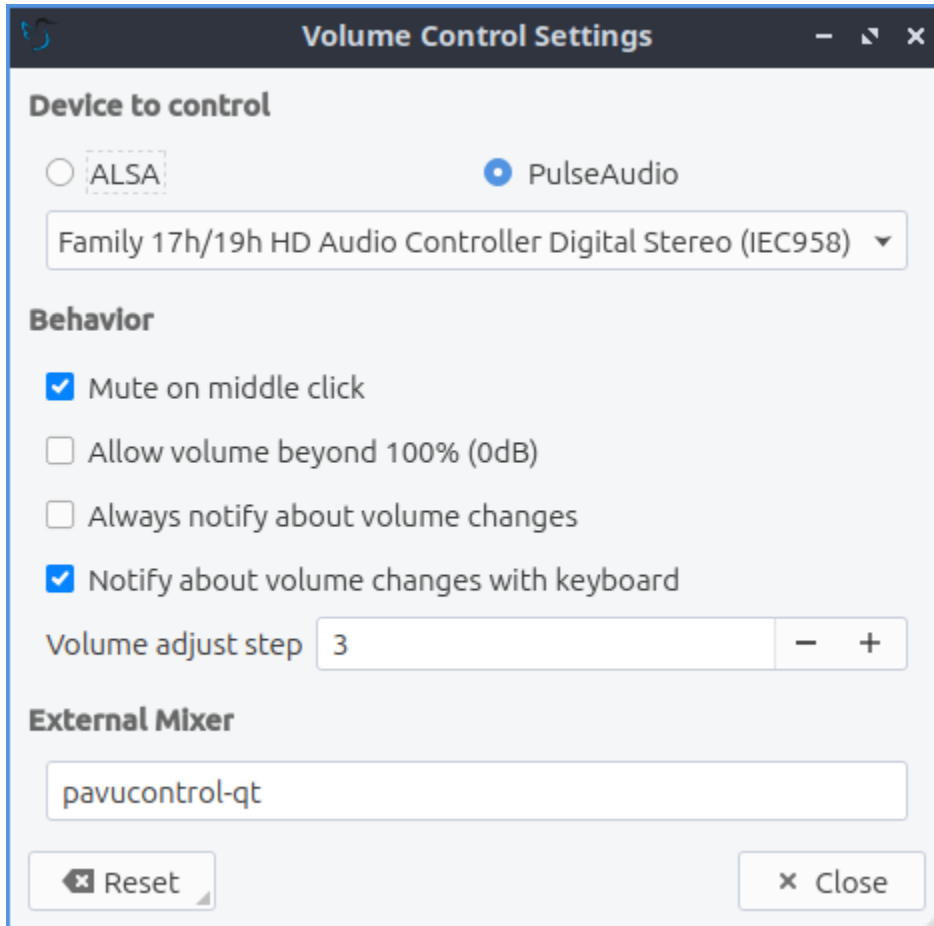 Volume Control Settings
Device to control
ALSA PulseAudio
Family 17h/19h HD Audio Controller Digital Stereo (IEC958)
Behavior
Mute on middle click
Allow volume beyond 100% (0dB)
Always notify about volume changes
Notify about volume changes with keyboard
Volume adjust step 3
External Mixer
pavucontrol-qt
Reset Close